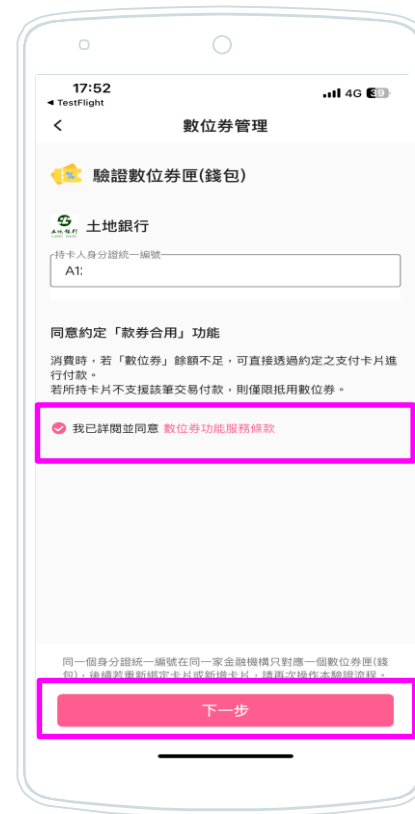 17:52
4G 39
◀ TestFlight
數位券管理
驗證數位券匣(錢包)
土地銀行
持卡人身分證統一編號
A1:
同意約定「款券合用」功能
消費時，若「數位券」餘額不足，可直接透過約定之支付卡片進
行付款。
若所持卡片不支援該筆交易付款，則僅限抵用數位券。
我已詳閱並同意 數位券功能服務條款
同一個身分證統一編號在同一家金融機構只對應一個數位券匣(錢
包)，後續若重新綁定卡片或新增卡片，請再次操作本驗證流程。
下一步